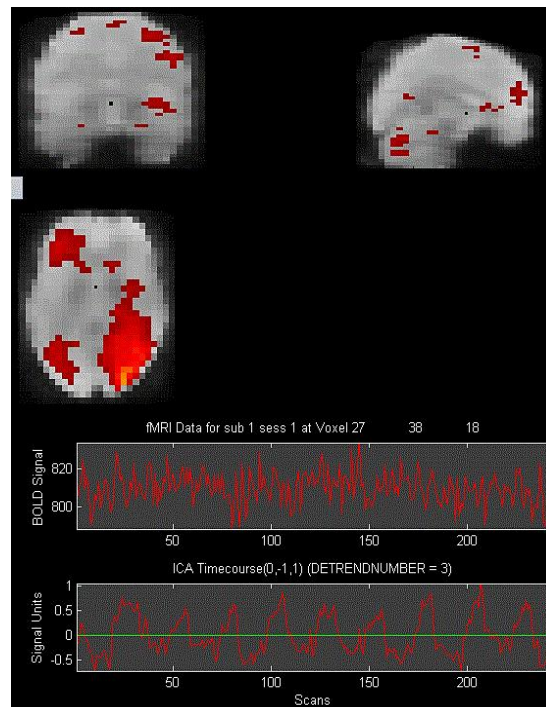 fMRI Data for sub 1 sess 1 at Voxel 27 38 18
820
800
BOLD Signal
50 100 150 200
ICA Timecourse(0,-1,1) (DETRENDNUMBER = 3)
1
0.5
0
-0.5
Signal Units
50 100 150 200
Scans